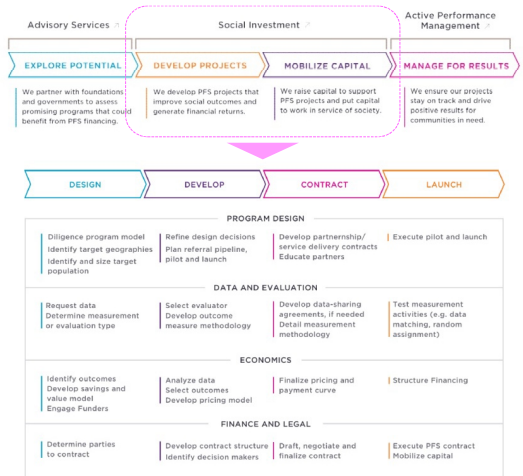 Advisory Services ↗
Social Investment ↗
Active Performance
Management ↗
EXPLORE POTENTIAL
DEVELOP PROJECTS
MOBILIZE CAPITAL
MANAGE FOR RESULTS
We partner with foundations
and governments to assess
promising programs that could
benefit from PFS financing.
We develop PFS projects that
improve social outcomes and
generate financial returns.
We raise capital to support
PFS projects and put capital
to work in service of society.
We ensure our projects
stay on track and drive
positive results for
communities in need.
DESIGN
DEVELOP
CONTRACT
LAUNCH
PROGRAM DESIGN
Diligence program model
Identify target geographies
Identify and size target
population
Refine design decisions
Plan referral pipeline,
pilot and launch
Develop partnernship/
service delivery contracts
Educate partners
Execute pilot and launch
DATA AND EVALUATION
Request data
Determine measurement
or evaluation type
Select evaluator
Develop outcome
measure methodology
Develop data-sharing
agreements, if needed
Detail measurement
methodology
Test measurement
activities (e.g. data
matching, random
assignment)
ECONOMICS
Identify outcomes
Develop savings and
value model
Engage Funders
Analyze data
Select outcomes
Develop pricing model
Finalize pricing and
payment curve
Structure Financing
FINANCE AND LEGAL
Determine parties
to contract
Develop contract structure
Identify decision makers
Draft, negotiate and
finalize contract
Execute PFS contract
Mobilize capital